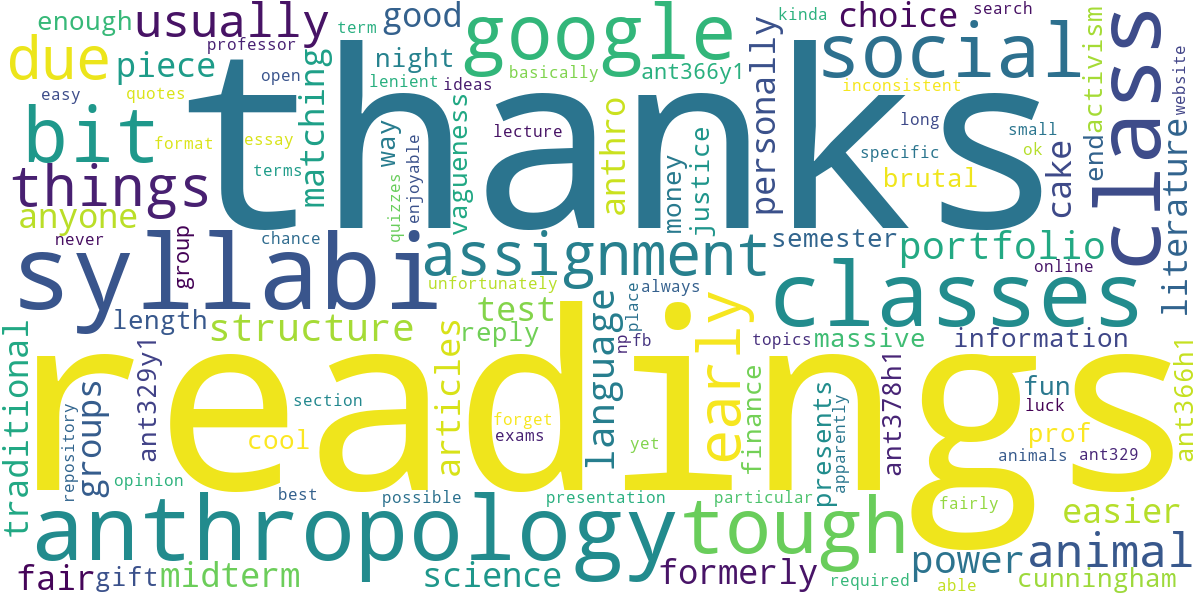 enough
usually
term
good
google
kinda
choice
search
due
piece
professor
night
social
class
easy
quotes
open
lenient
ideas
basically
ant366y1
personally
inconsistent
endactivism
website
bit
thanks
format
essay
matching
way
vagueness
lecture
anthro
money
justice
long
small
ok
specific
cake
brutal
literature
things
terms
quizzes
enjoyable
anyone
never
group
chance
syllabi
assignment
semester
portfolio
online
unfortunately
always
place
classes
length
structure
test
reply
language
np
fb
early
topics
massive
information
traditional
ant329y1
readings
groups
section
articles
forget
exams
cool
yet
finance
presents
apparently
ant378h1
fun
luck
prof
animals
ant329
ant366h1
repository
opinion
best
possible
presentation
particular
fairly
easier
anthropology
tough
power
animal
fair
gift
midterm
science
formerly
required
able
cunningham